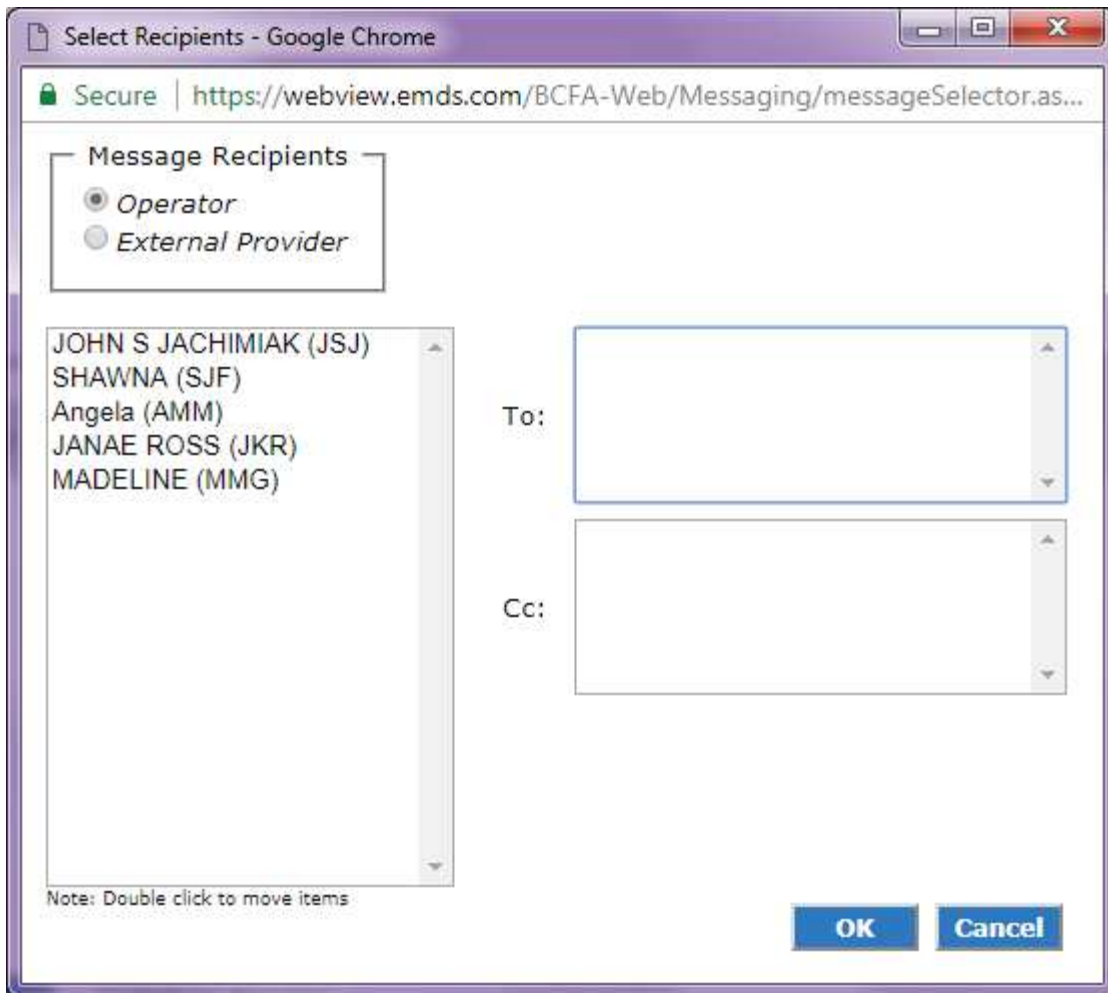 Select Recipients - Google Chrome
Secure | https://webview.emds.com/BCFA-Web/Messaging/messageSelector.as...
Message Recipients
Operator
External Provider
JOHN S JACHIMIAK (JSJ)
SHAWNA (SJF)
Angela (AMM)
JANAE ROSS (JKR)
MADELINE (MMG)
To:
Cc:
Note: Double click to move items
OK Cancel